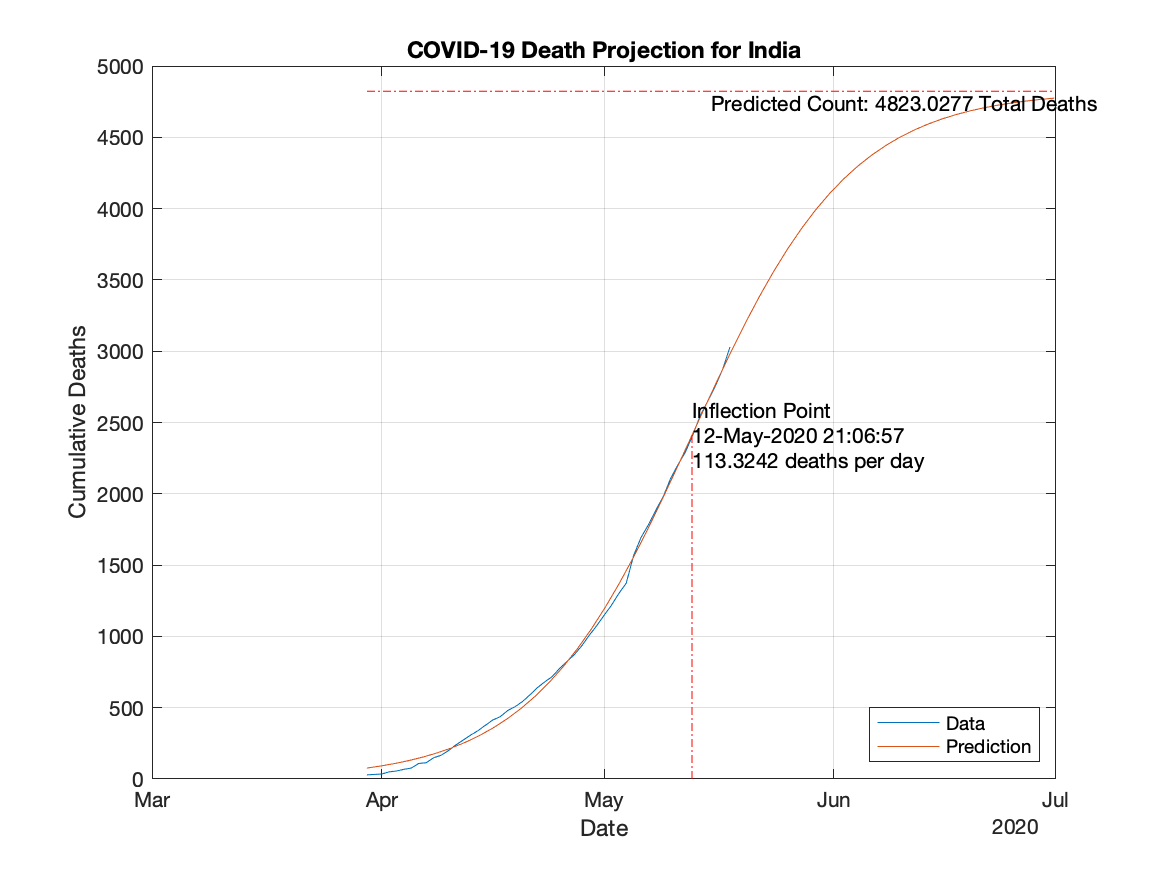 COVID-19 Death Projection for India
5000
Predicted Count: 4823.0277 Total Deaths
4500
4000
3500
3000
2500
2000
1500
1000
500
0
Cumulative Deaths
Inflection Point
12-May-2020 21:06:57
113.3242 deaths per day
Data
Prediction
Mar Apr May Jun Jul
Date
2020